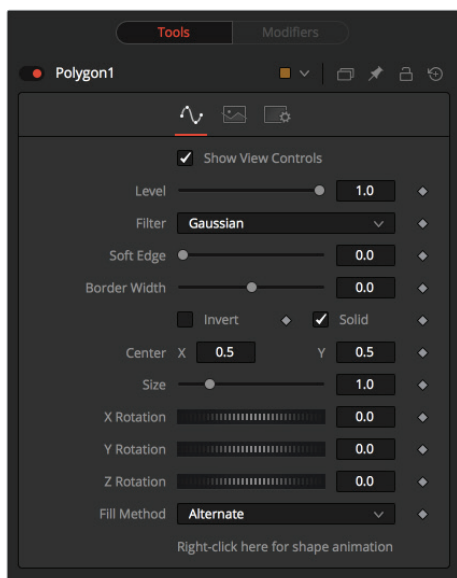 Tools Modifiers
Polygon1
Show View Controls
Level 1.0
Filter Gaussian
Soft Edge 0.0
Border Width 0.0
Invert Solid
Center X 0.5 Y 0.5
Size 1.0
X Rotation 0.0
Y Rotation 0.0
Z Rotation 0.0
Fill Method Alternate
Right-click here for shape animation